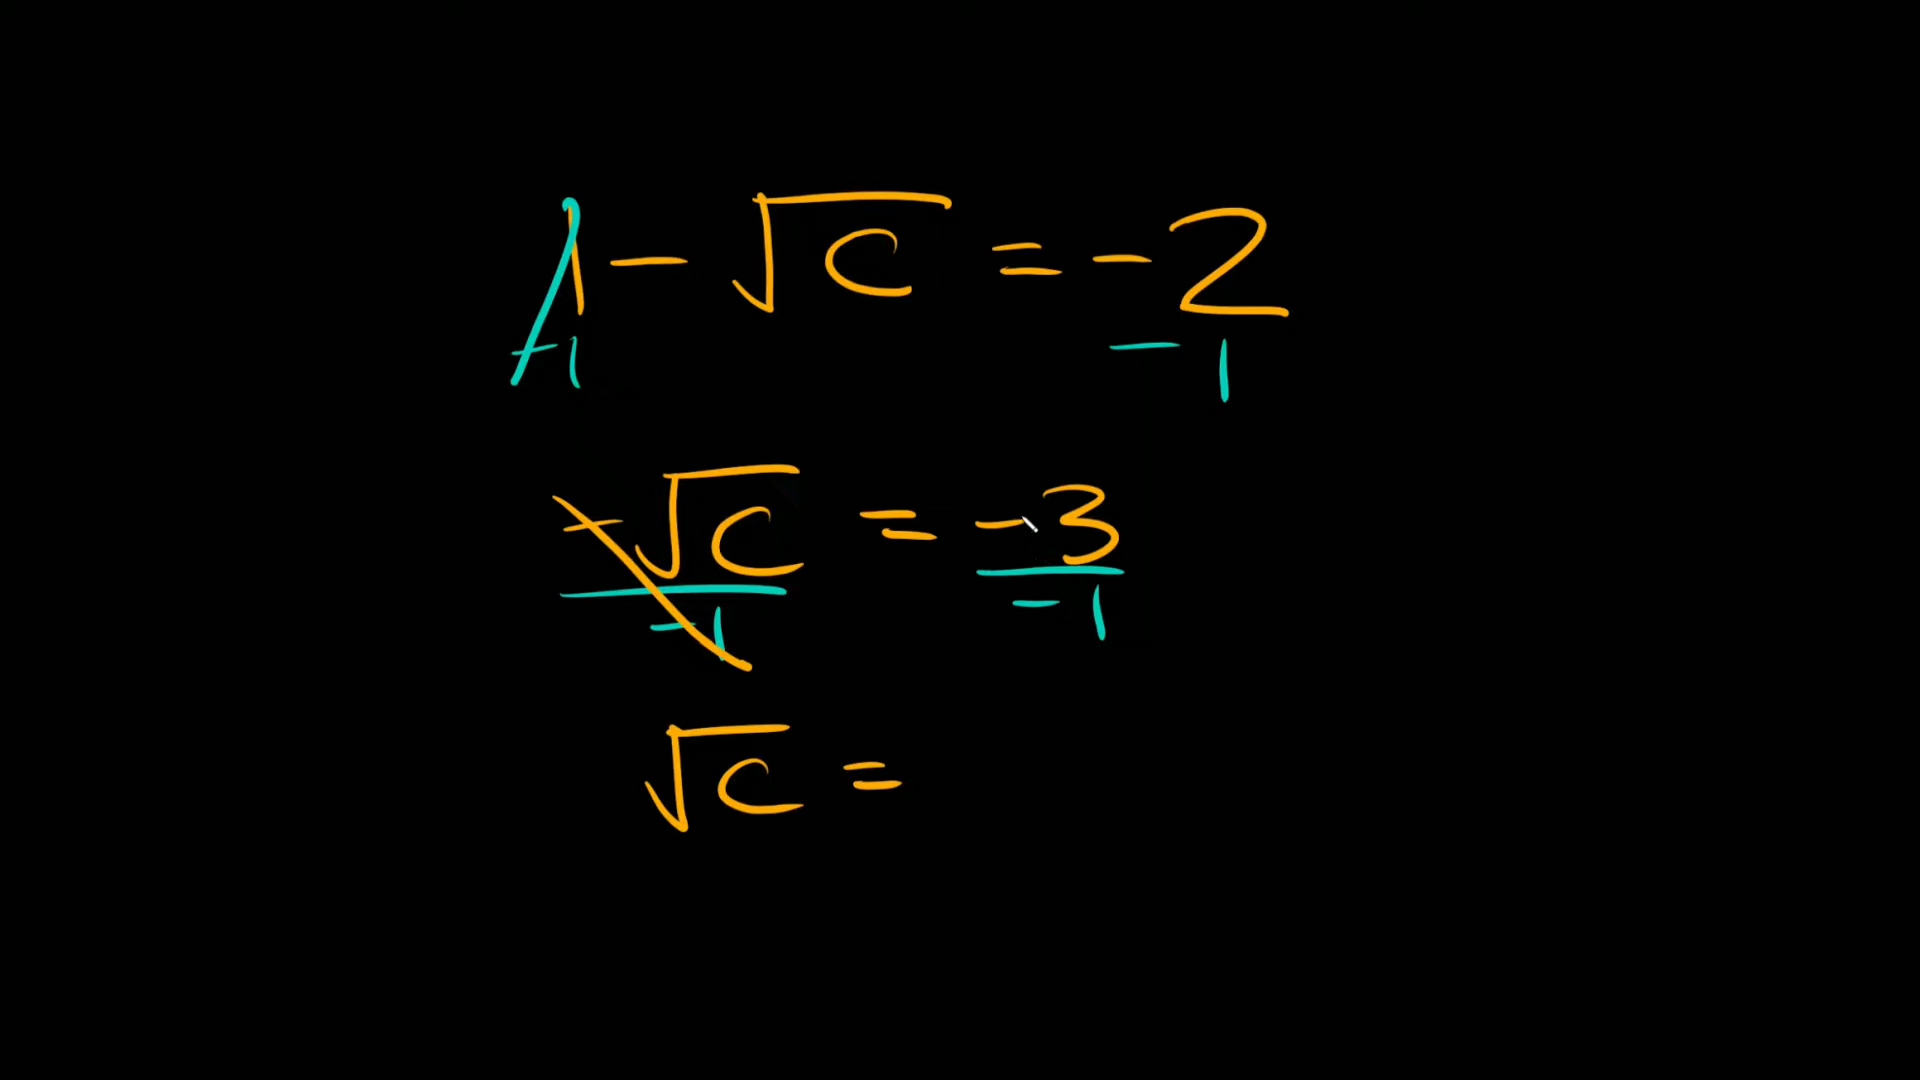 1 - √c = -2
-1 -1
-√c = -3
-1 -1
√c =